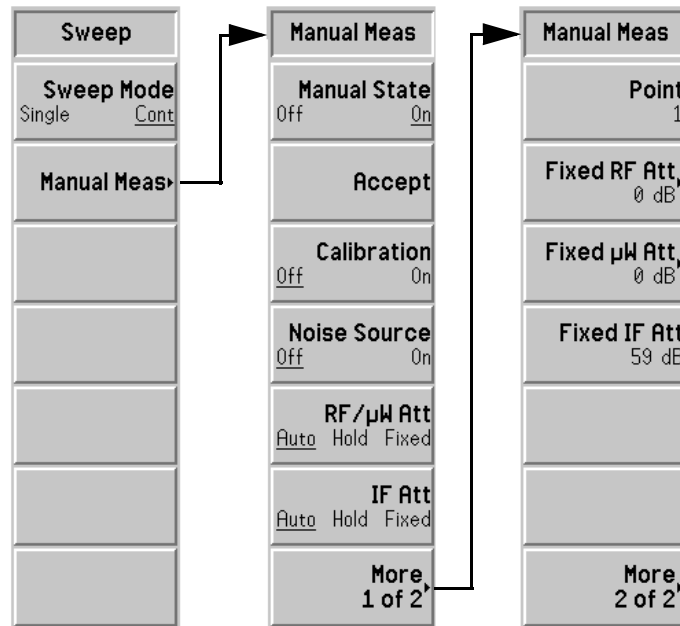 Sweep
Sweep Mode
Single Cont
Manual Meas
Manual Meas
Manual State
Off On
Accept
Calibration
Off On
Noise Source
Off On
RF/µW Att
Auto Hold Fixed
IF Att
Auto Hold Fixed
More
1 of 2
Manual Meas
Point
1
Fixed RF Att
0 dB
Fixed µW Att
0 dB
Fixed IF Att
59 dB
More
2 of 2